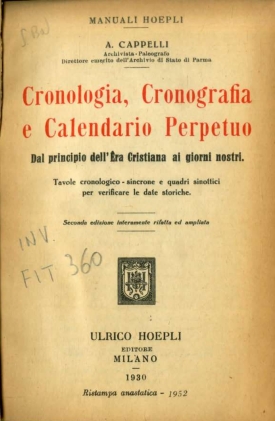 MANUALI HOEPLI
SBN
A. CAPPELLI
Archivista-Paleografo
Direttore emerito dell'Archivio di Stato di Parma
Cronologia, Cronografia
e Calendario Perpetuo
Dal principio dell'Èra Cristiana ai giorni nostri.
Tavole cronologico-sincrone e quadri sinottici
per verificare le date storiche.
Seconda edizione interamente rifatta ed ampliata
INV.
FIT 360
ULRICO HOEPLI
EDITORE
MILANO
1930
Ristampa anastatica - 1952